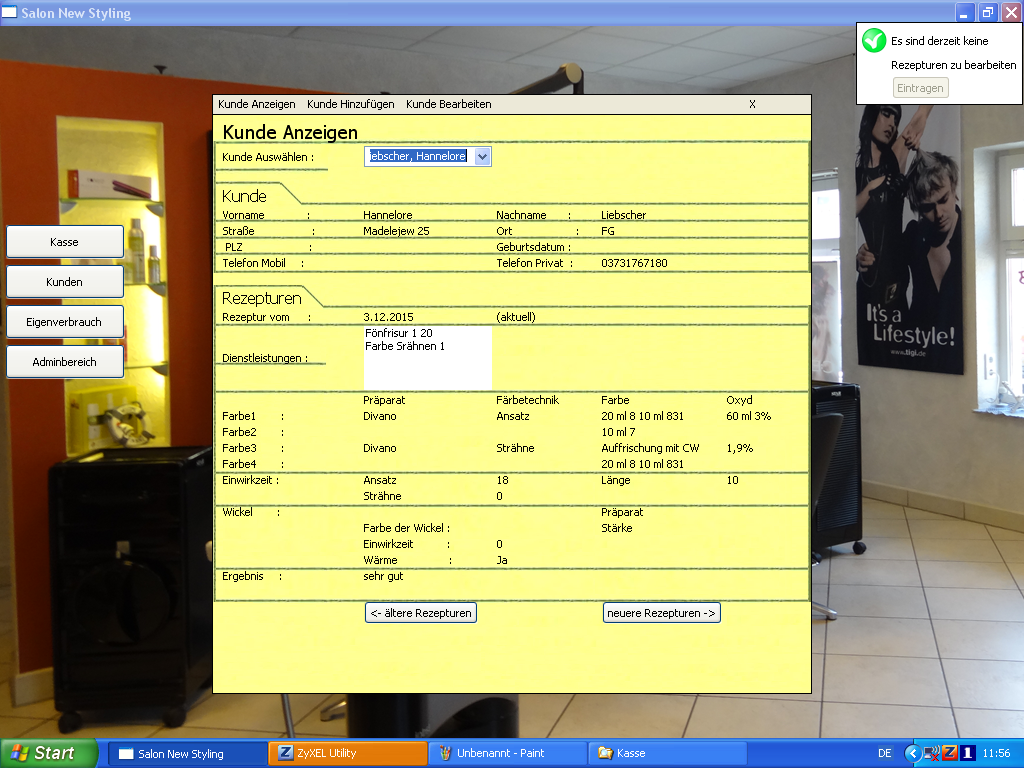 Salon New Styling
Es sind derzeit keine
Rezepturen zu bearbeiten
Eintragen
Kunde Anzeigen Kunde Hinzufügen Kunde Bearbeiten X
Kunde Anzeigen
Kunde Auswählen : iebscher, Hannelore
Kunde
Vorname : Hannelore Nachname : Liebscher
Straße : Madelejew 25 Ort : FG
PLZ : Geburtsdatum :
Telefon Mobil : Telefon Privat : 03731767180
Rezepturen
Rezeptur vom : 3.12.2015 (aktuell)
Dienstleistungen :
Fönfrisur 1 20
Farbe Srähnen 1
Präparat Färbetechnik Farbe Oxyd
Farbe1 : Divano Ansatz 20 ml 8 10 ml 831 60 ml 3%
Farbe2 : 10 ml 7
Farbe3 : Divano Strähne Auffrischung mit CW 1,9%
Farbe4 : 20 ml 8 10 ml 831
Einwirkzeit : Ansatz 18 Länge 10
Strähne 0
Wickel : Präparat
Farbe der Wickel : Stärke
Einwirkzeit : 0
Wärme : Ja
Ergebnis : sehr gut
<- ältere Rezepturen neuere Rezepturen ->
Kasse
Kunden
Eigenverbrauch
Adminbereich
It's a
Lifestyle!
www.tigi.de
Start Salon New Styling ZyXEL Utility Unbenannt - Paint Kasse DE Z 1 11:56